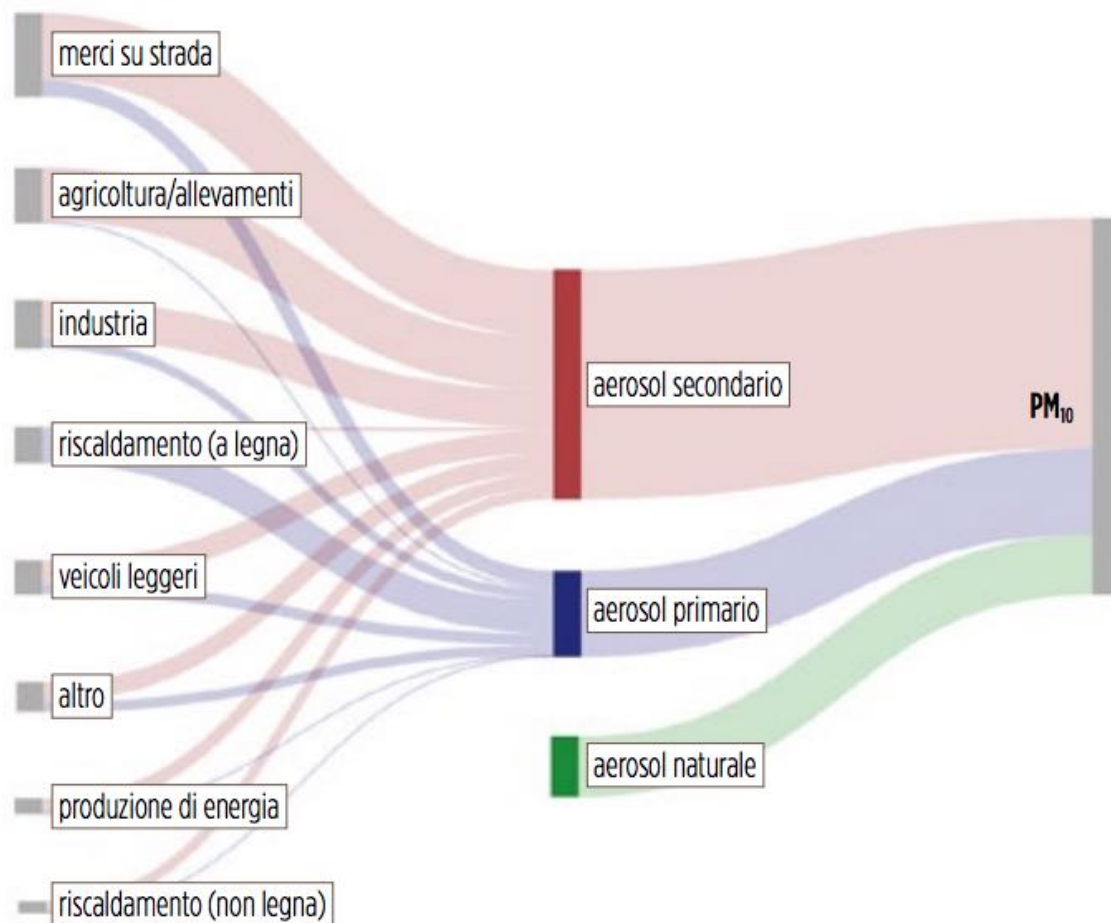 merci su strada
agricoltura/allevamenti
industria
riscaldamento (a legna)
veicoli leggeri
altro
produzione di energia
riscaldamento (non legna)
aerosol secondario
aerosol primario
aerosol naturale
PM₁₀